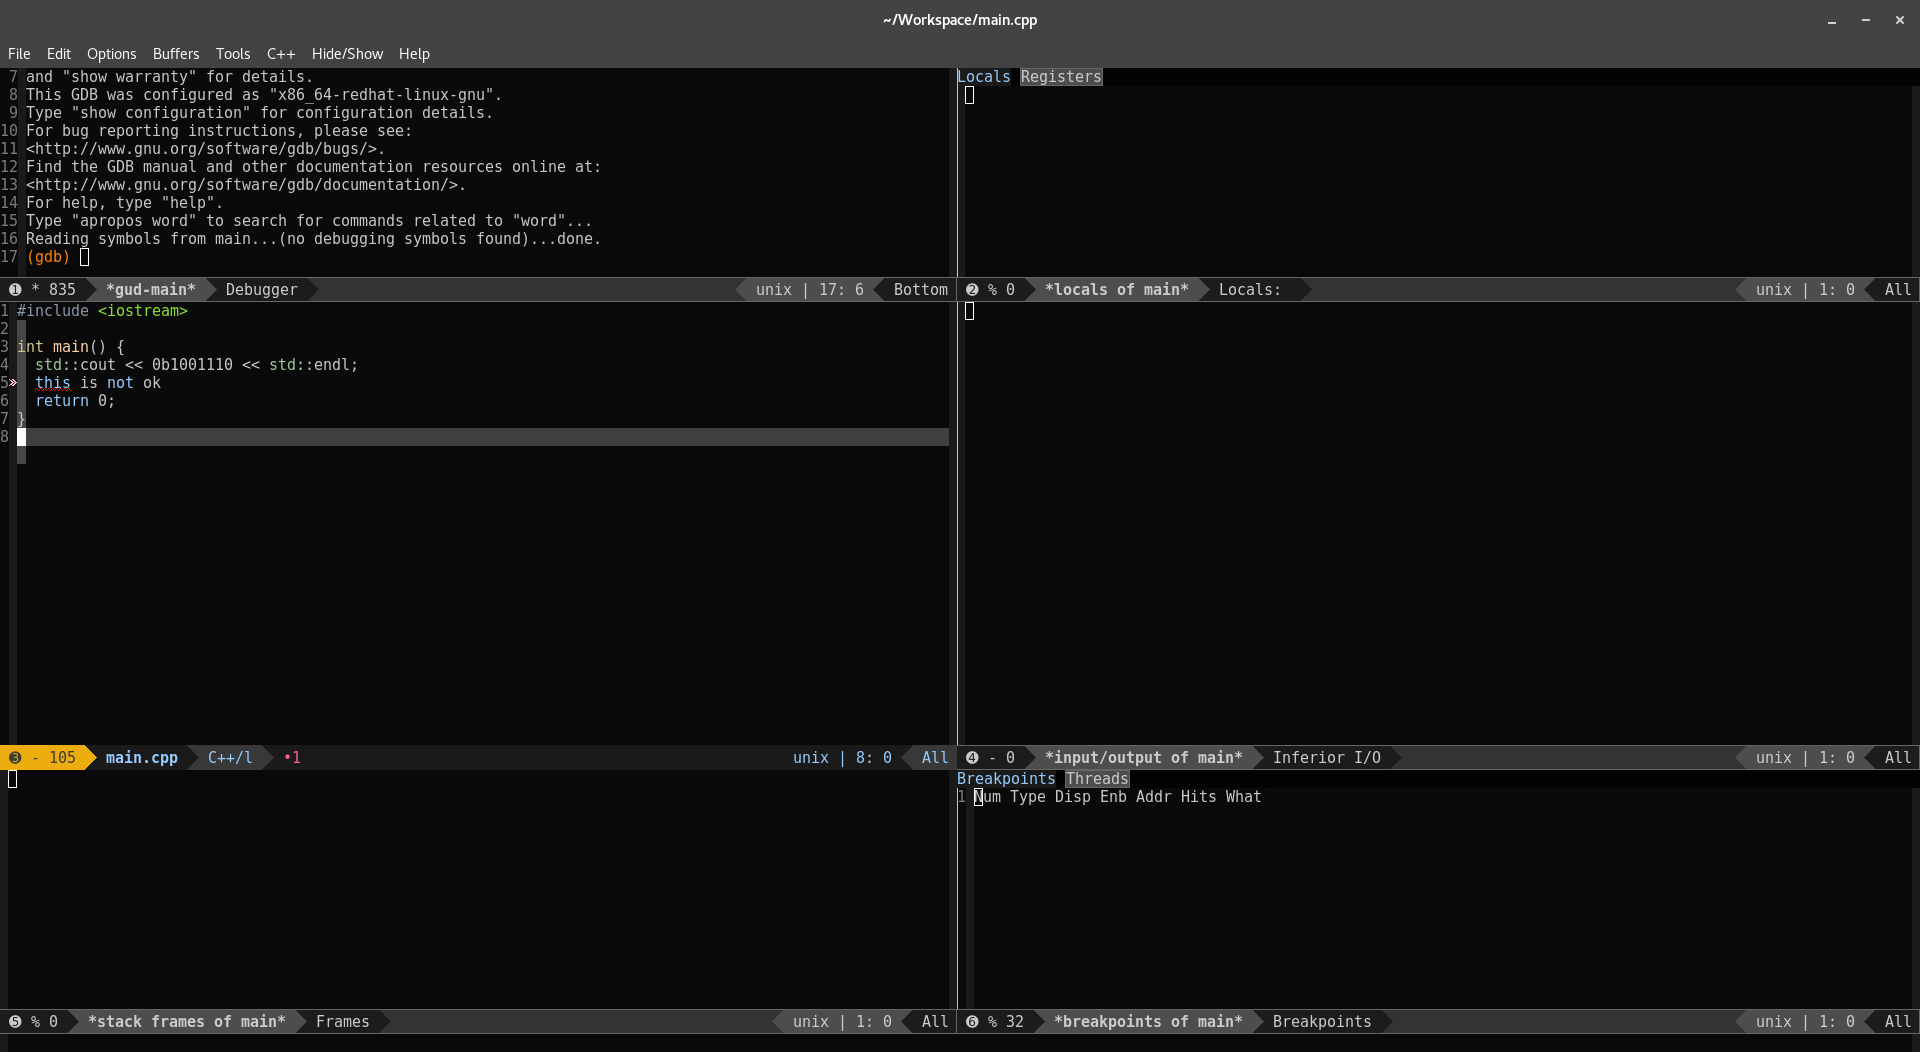 ~/Workspace/main.cpp
File Edit Options Buffers Tools C++ Hide/Show Help
7 and "show warranty" for details.
8 This GDB was configured as "x86_64-redhat-linux-gnu".
9 Type "show configuration" for configuration details.
10 For bug reporting instructions, please see:
11 <http://www.gnu.org/software/gdb/bugs/>.
12 Find the GDB manual and other documentation resources online at:
13 <http://www.gnu.org/software/gdb/documentation/>.
14 For help, type "help".
15 Type "apropos word" to search for commands related to "word"...
16 Reading symbols from main...(no debugging symbols found)...done.
17 (gdb)
❶ * 835 *gud-main* Debugger unix | 17: 6 Bottom
Locals Registers
❷ % 0 *locals of main* Locals: unix | 1: 0 All
1 #include <iostream>
2
3 int main() {
4 std::cout << 0b1001110 << std::endl;
5» this is not ok
6 return 0;
7 }
8
❸ - 105 main.cpp C++/l •1 unix | 8: 0 All
❹ - 0 *input/output of main* Inferior I/O unix | 1: 0 All
❺ % 0 *stack frames of main* Frames unix | 1: 0 All
Breakpoints Threads
1 Num Type Disp Enb Addr Hits What
❻ % 32 *breakpoints of main* Breakpoints unix | 1: 0 All